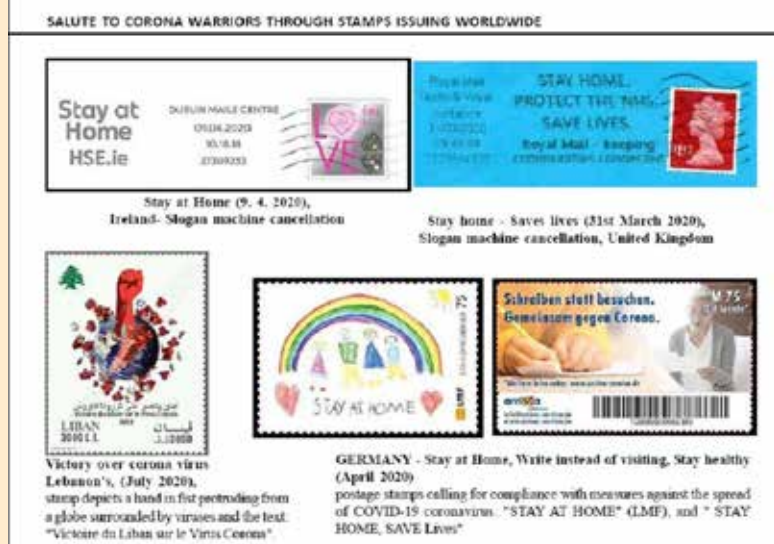 SALUTE TO CORONA WARRIORS THROUGH STAMPS ISSUING WORLDWIDE
Stay at
Home
HSE.ie
DUBLIN MAILS CENTRE
LOVE
STAY HOME.
PROTECT THE NHS.
SAVE LIVES.
Royal Mail - keeping
Stay at Home (9. 4. 2020),
Ireland- Slogan machine cancellation
Stay home - Saves lives (31st March 2020),
Slogan machine cancellation, United Kingdom
LIBAN
75
STAY AT HOME
LMF
Schreiben statt besuchen.
Gemeinsam gegen Corona.
M 75
arriva
Victory over corona virus
Lebanon's, (July 2020),
stamp depicts a hand in fist protruding from
a globe surrounded by viruses and the text.
"Victoire du Liban sur le Virus Corona".
GERMANY - Stay at Home, Write instead of visiting, Stay healthy
(April 2020)
postage stamps calling for compliance with measures against the spread
of COVID-19 coronavirus. "STAY AT HOME" (LMF), and " STAY
HOME, SAVE Lives"